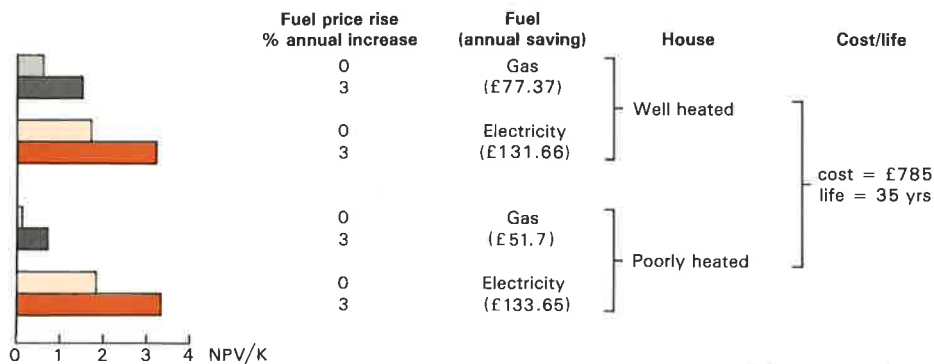 Fuel price rise Fuel
% annual increase (annual saving) House Cost/life
0 Gas
3 (£77.37)
Well heated
0 Electricity
3 (£131.66)
cost = £785
life = 35 yrs
0 Gas
3 (£51.7)
Poorly heated
0 Electricity
3 (£133.65)
0 1 2 3 4 NPV/K